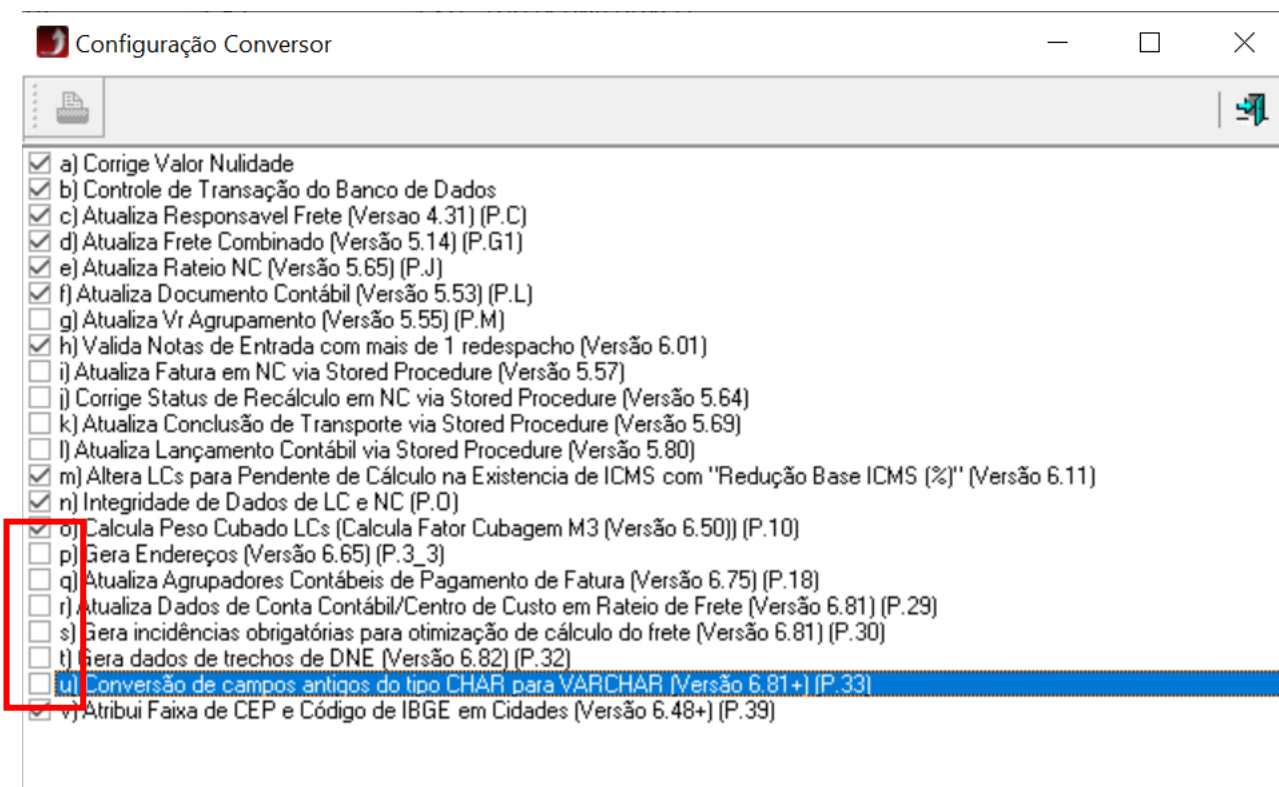 Configuração Conversor
a) Corrige Valor Nulidade
b) Controle de Transação do Banco de Dados
c) Atualiza Responsavel Frete (Versao 4.31) (P.C)
d) Atualiza Frete Combinado (Versão 5.14) (P.G1)
e) Atualiza Rateio NC (Versão 5.65) (P.J)
f) Atualiza Documento Contábil (Versão 5.53) (P.L)
g) Atualiza Vr Agrupamento (Versão 5.55) (P.M)
h) Valida Notas de Entrada com mais de 1 redespacho (Versão 6.01)
i) Atualiza Fatura em NC via Stored Procedure (Versão 5.57)
j) Corrige Status de Recálculo em NC via Stored Procedure (Versão 5.64)
k) Atualiza Conclusão de Transporte via Stored Procedure (Versão 5.69)
l) Atualiza Lançamento Contábil via Stored Procedure (Versão 5.80)
m) Altera LCs para Pendente de Cálculo na Existencia de ICMS com "Redução Base ICMS (%)" (Versão 6.11)
n) Integridade de Dados de LC e NC (P.O)
o) Calcula Peso Cubado LCs (Calcula Fator Cubagem M3 (Versão 6.50)) (P.10)
p) Gera Endereços (Versão 6.65) (P.3_3)
q) Atualiza Agrupadores Contábeis de Pagamento de Fatura (Versão 6.75) (P.18)
r) Atualiza Dados de Conta Contábil/Centro de Custo em Rateio de Frete (Versão 6.81) (P.29)
s) Gera incidências obrigatórias para otimização de cálculo do frete (Versão 6.81) (P.30)
t) Gera dados de trechos de DNE (Versão 6.82) (P.32)
u) Conversão de campos antigos do tipo CHAR para VARCHAR (Versão 6.81+) (P.33)
v) Atribui Faixa de CEP e Código de IBGE em Cidades (Versão 6.48+) (P.39)